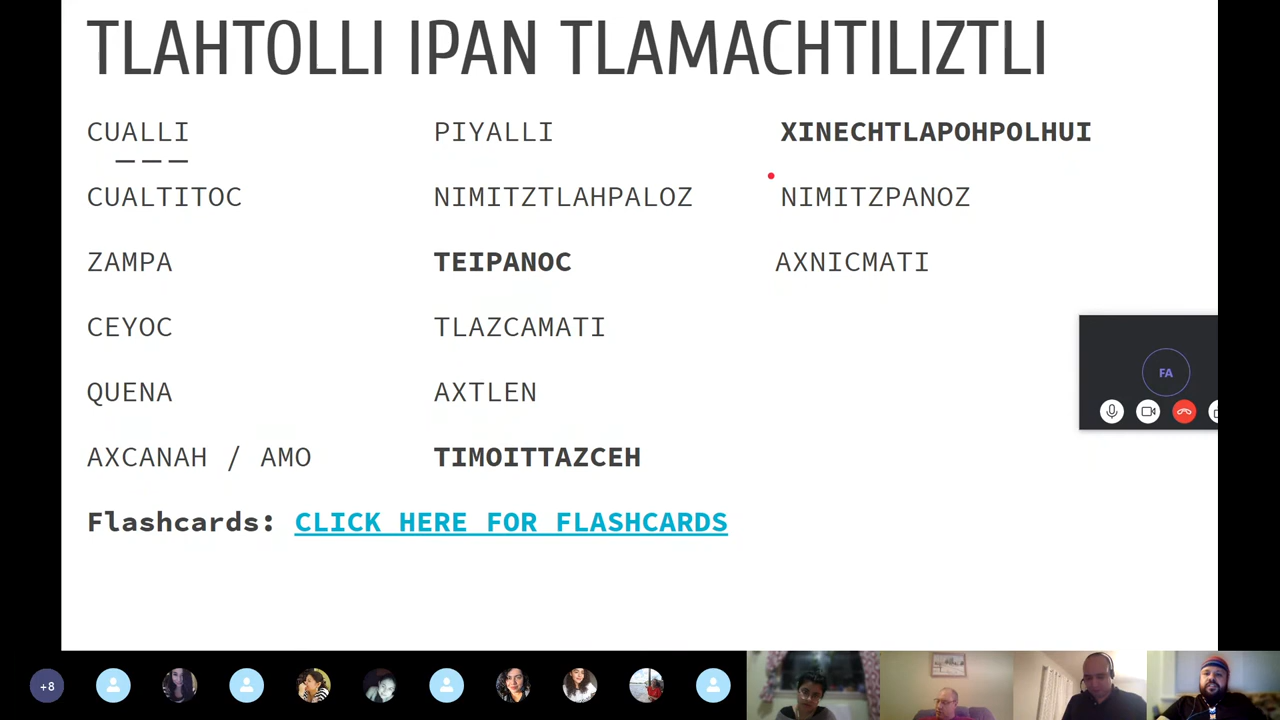 TLAHTOLLI IPAN TLAMACHTILIZTLI
CUALLI PIYALLI XINECHTLAPOHPOLHUI
CUALTITOC NIMITZTLAHPALOZ NIMITZPANOZ
ZAMPA TEIPANOC AXNICMATI
CEYOC TLAZCAMATI
QUENA AXTLEN
FA
AXCANAH / AMO TIMOITTAZCEH
Flashcards: CLICK HERE FOR FLASHCARDS
+8